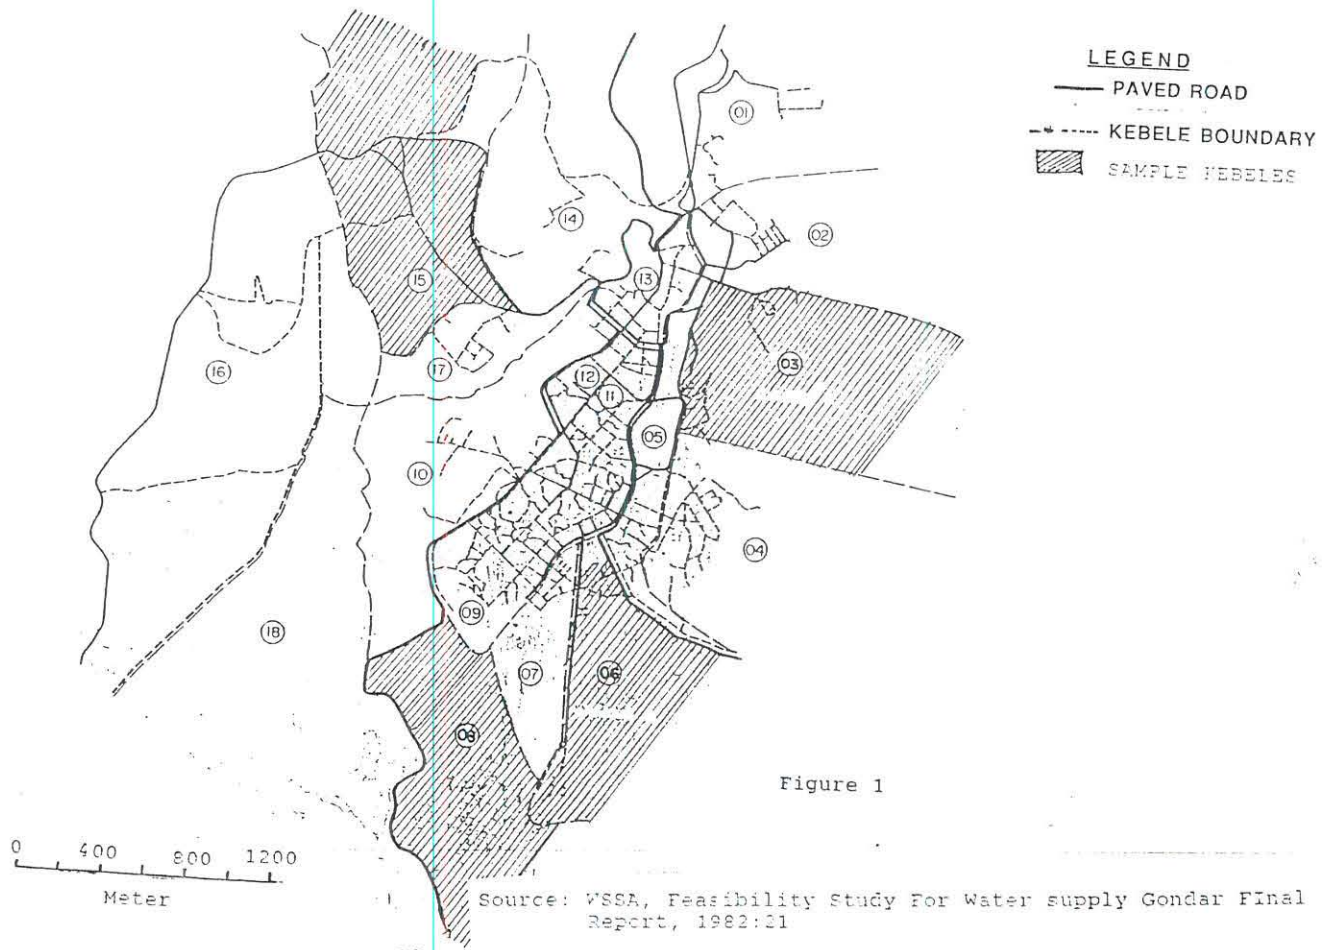 LEGEND
PAVED ROAD
KEBELE BOUNDARY
SAMPLE KEBELES
01
02
14
13
15
03
16
17
12
11
05
10
04
09
18
07
06
08
Figure 1
0 400 800 1200
Meter
Source: WSSA, Feasibility Study For Water supply Gondar FInal
Report, 1982:21